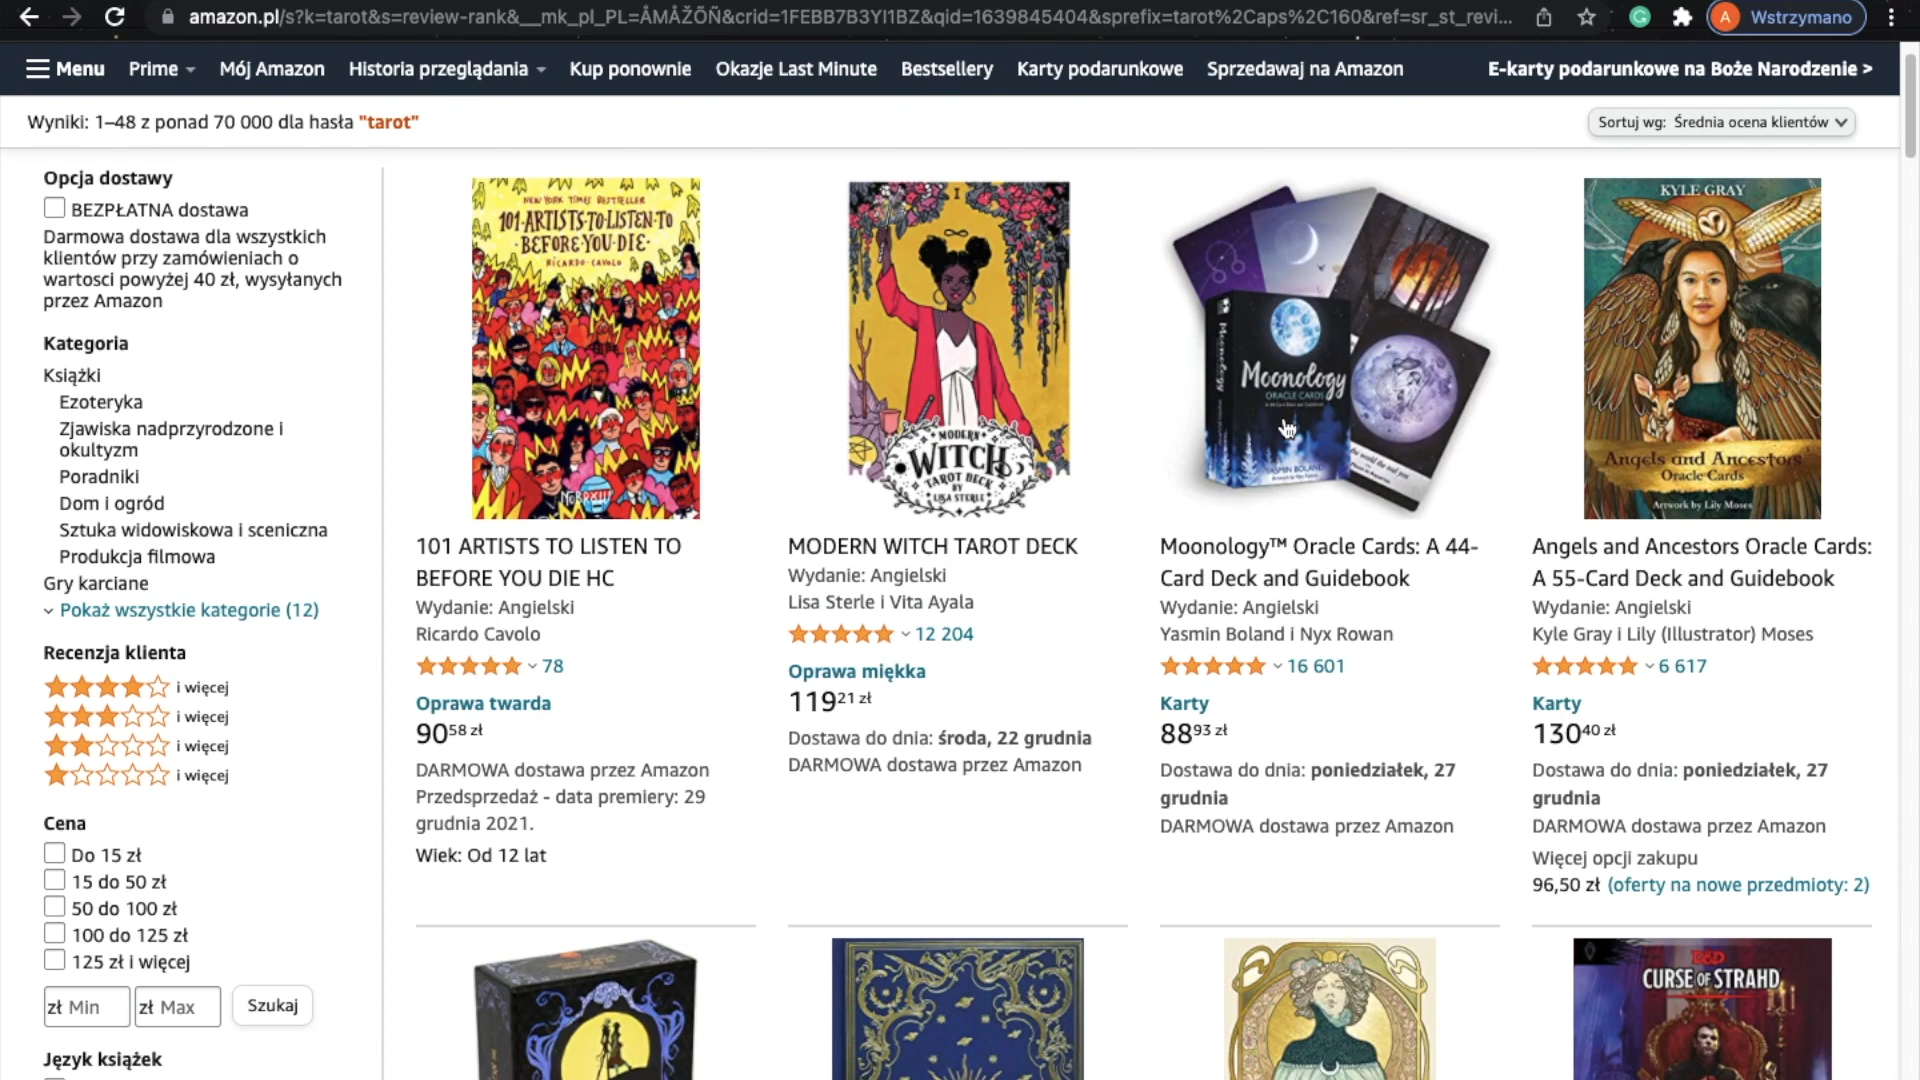 amazon.pl/s?k=tarot&s=review-rank&__mk_pl_PL=ÅMÅŽÕÑ&crid=1FEBB7B3YI1BZ&qid=1639845404&sprefix=tarot%2Caps%2C160&ref=sr_st_revi...
A Wstrzymano
Menu Prime Mój Amazon Historia przeglądania Kup ponownie Okazje Last Minute Bestsellery Karty podarunkowe Sprzedawaj na Amazon E-karty podarunkowe na Boże Narodzenie >
Wyniki: 1–48 z ponad 70 000 dla hasła "tarot"
Sortuj wg: Średnia ocena klientów
Opcja dostawy
BEZPŁATNA dostawa
Darmowa dostawa dla wszystkich
klientów przy zamówieniach o
wartosci powyżej 40 zł, wysyłanych
przez Amazon
Kategoria
Książki
Ezoteryka
Zjawiska nadprzyrodzone i
okultyzm
Poradniki
Dom i ogród
Sztuka widowiskowa i sceniczna
Produkcja filmowa
Gry karciane
Pokaż wszystkie kategorie (12)
Recenzja klienta
i więcej
i więcej
i więcej
i więcej
Cena
Do 15 zł
15 do 50 zł
50 do 100 zł
100 do 125 zł
125 zł i więcej
zł Min zł Max Szukaj
Język książek
NEW YORK TIMES BESTSELLER
101·ARTISTS·TO·LISTEN·TO
·BEFORE·YOU·DIE·
RICARDO·CAVOLO
NOBROW
101 ARTISTS TO LISTEN TO
BEFORE YOU DIE HC
Wydanie: Angielski
Ricardo Cavolo
78
Oprawa twarda
90 58 zł
DARMOWA dostawa przez Amazon
Przedsprzedaż - data premiery: 29
grudnia 2021.
Wiek: Od 12 lat
I
MODERN
WITCH
TAROT DECK
BY
LISA STERLE
MODERN WITCH TAROT DECK
Wydanie: Angielski
Lisa Sterle i Vita Ayala
12 204
Oprawa miękka
119 21 zł
Dostawa do dnia: środa, 22 grudnia
DARMOWA dostawa przez Amazon
Moonology
Moonology
ORACLE CARDS
YASMIN BOLAND
Moonology™ Oracle Cards: A 44-
Card Deck and Guidebook
Wydanie: Angielski
Yasmin Boland i Nyx Rowan
16 601
Karty
88 93 zł
Dostawa do dnia: poniedziałek, 27
grudnia
DARMOWA dostawa przez Amazon
KYLE GRAY
Angels and Ancestors
Oracle Cards
Artwork by Lily Moses
Angels and Ancestors Oracle Cards:
A 55-Card Deck and Guidebook
Wydanie: Angielski
Kyle Gray i Lily (Illustrator) Moses
6 617
Karty
130 40 zł
Dostawa do dnia: poniedziałek, 27
grudnia
DARMOWA dostawa przez Amazon
Więcej opcji zakupu
96,50 zł (oferty na nowe przedmioty: 2)
D&D
CURSE OF STRAHD